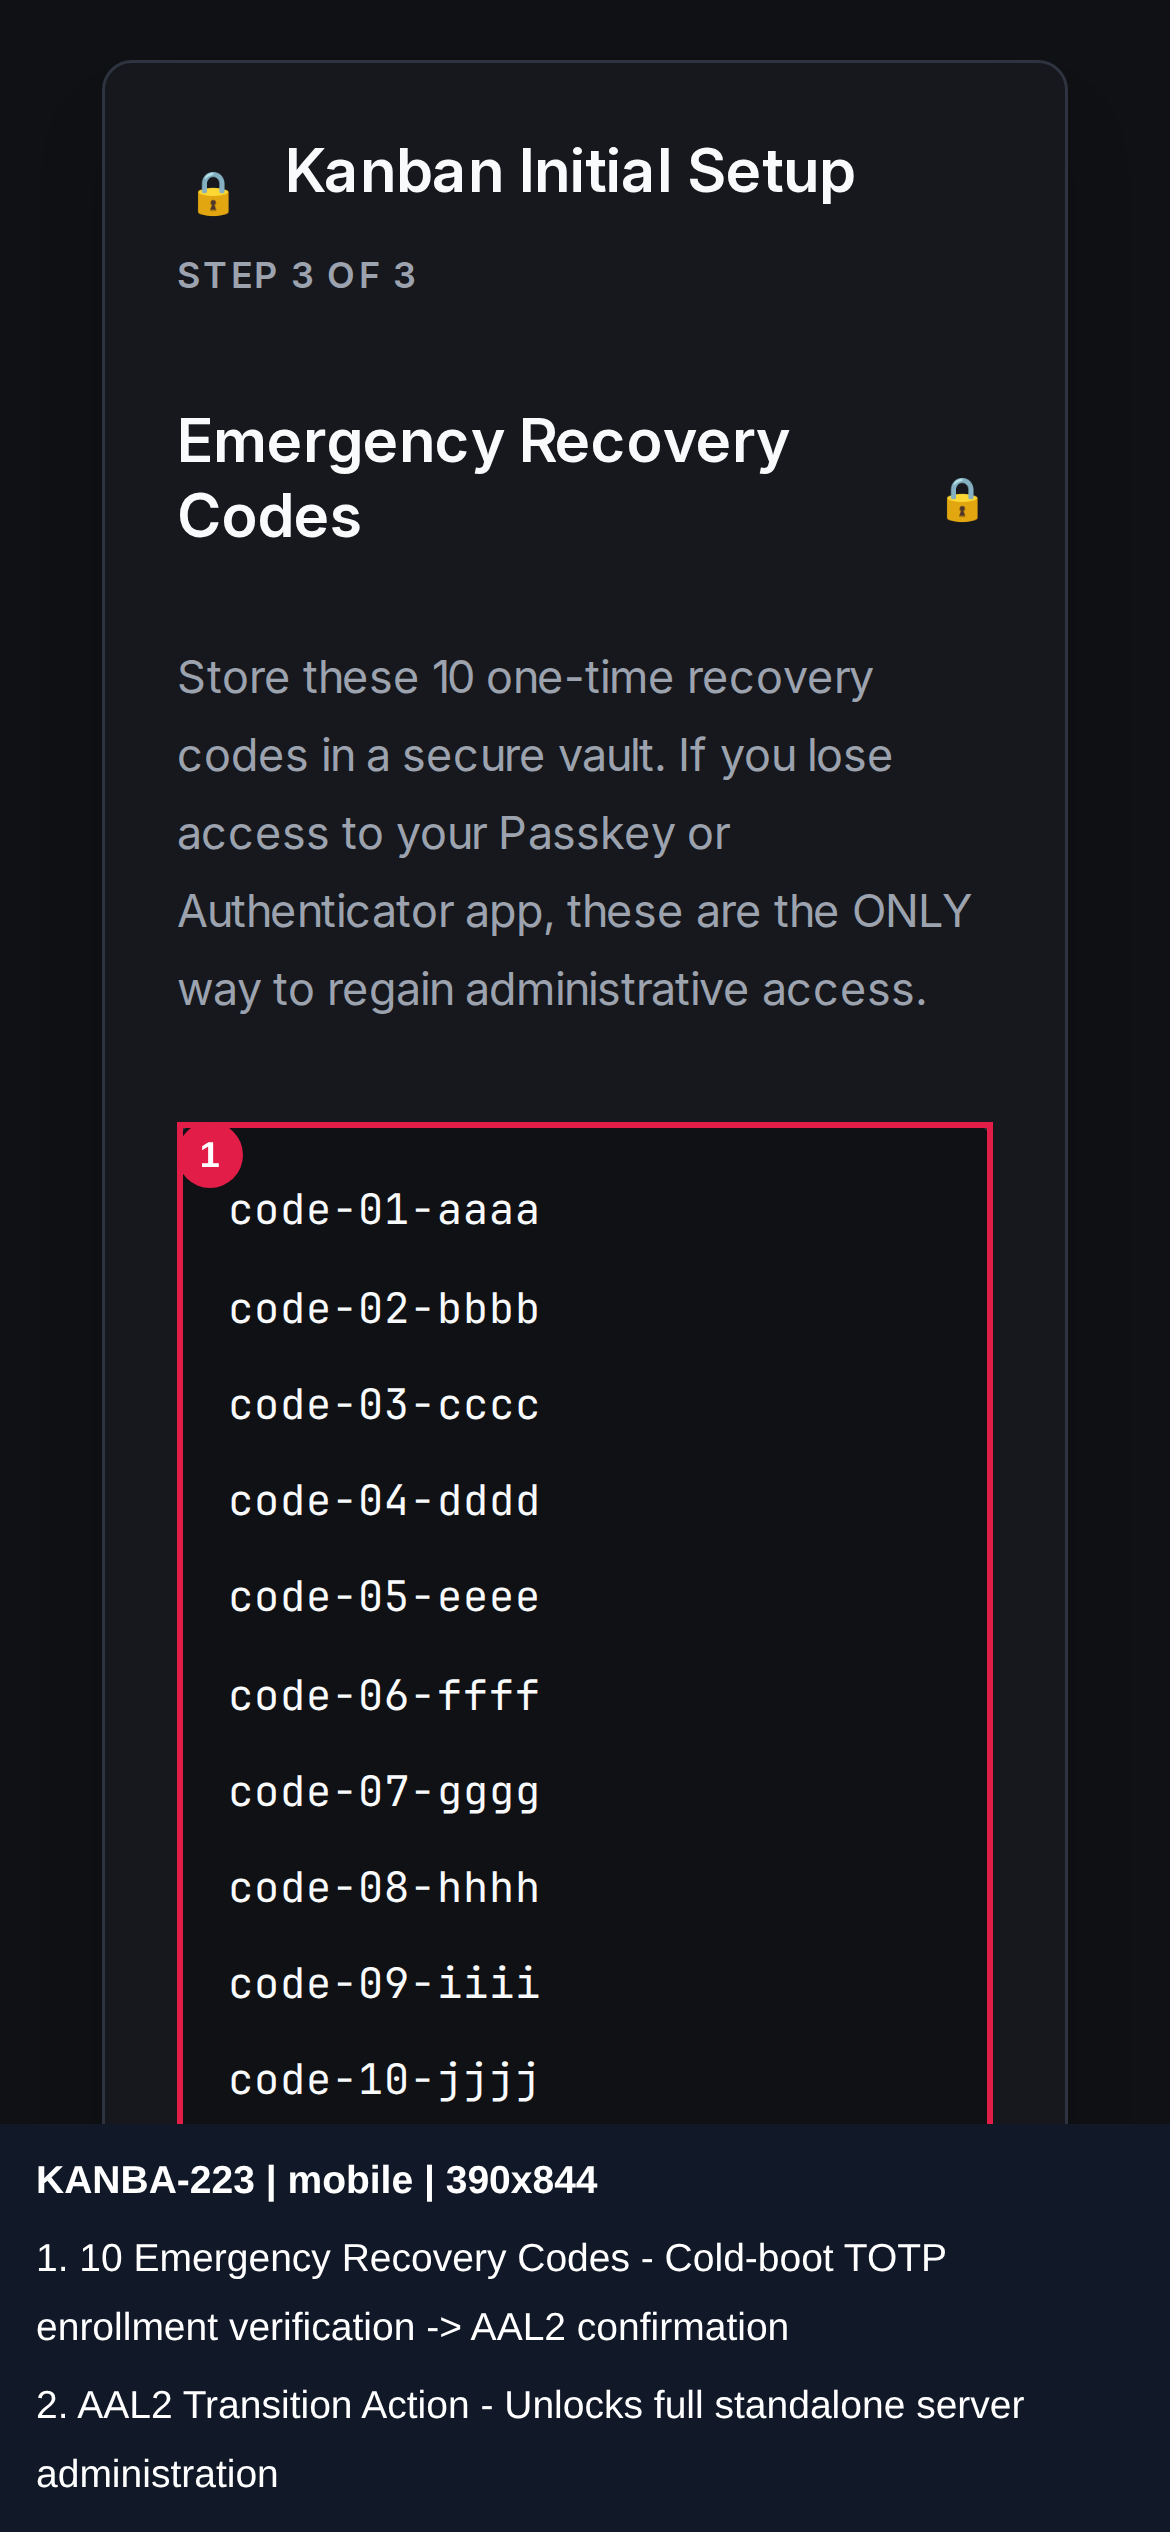 Kanban Initial Setup
STEP 3 OF 3
Emergency Recovery
Codes
Store these 10 one-time recovery
codes in a secure vault. If you lose
access to your Passkey or
Authenticator app, these are the ONLY
way to regain administrative access.
1
code-01-aaaa
code-02-bbbb
code-03-cccc
code-04-dddd
code-05-eeee
code-06-ffff
code-07-gggg
code-08-hhhh
code-09-iiii
code-10-jjjj
KANBA-223 | mobile | 390x844
1. 10 Emergency Recovery Codes - Cold-boot TOTP
enrollment verification -> AAL2 confirmation
2. AAL2 Transition Action - Unlocks full standalone server
administration